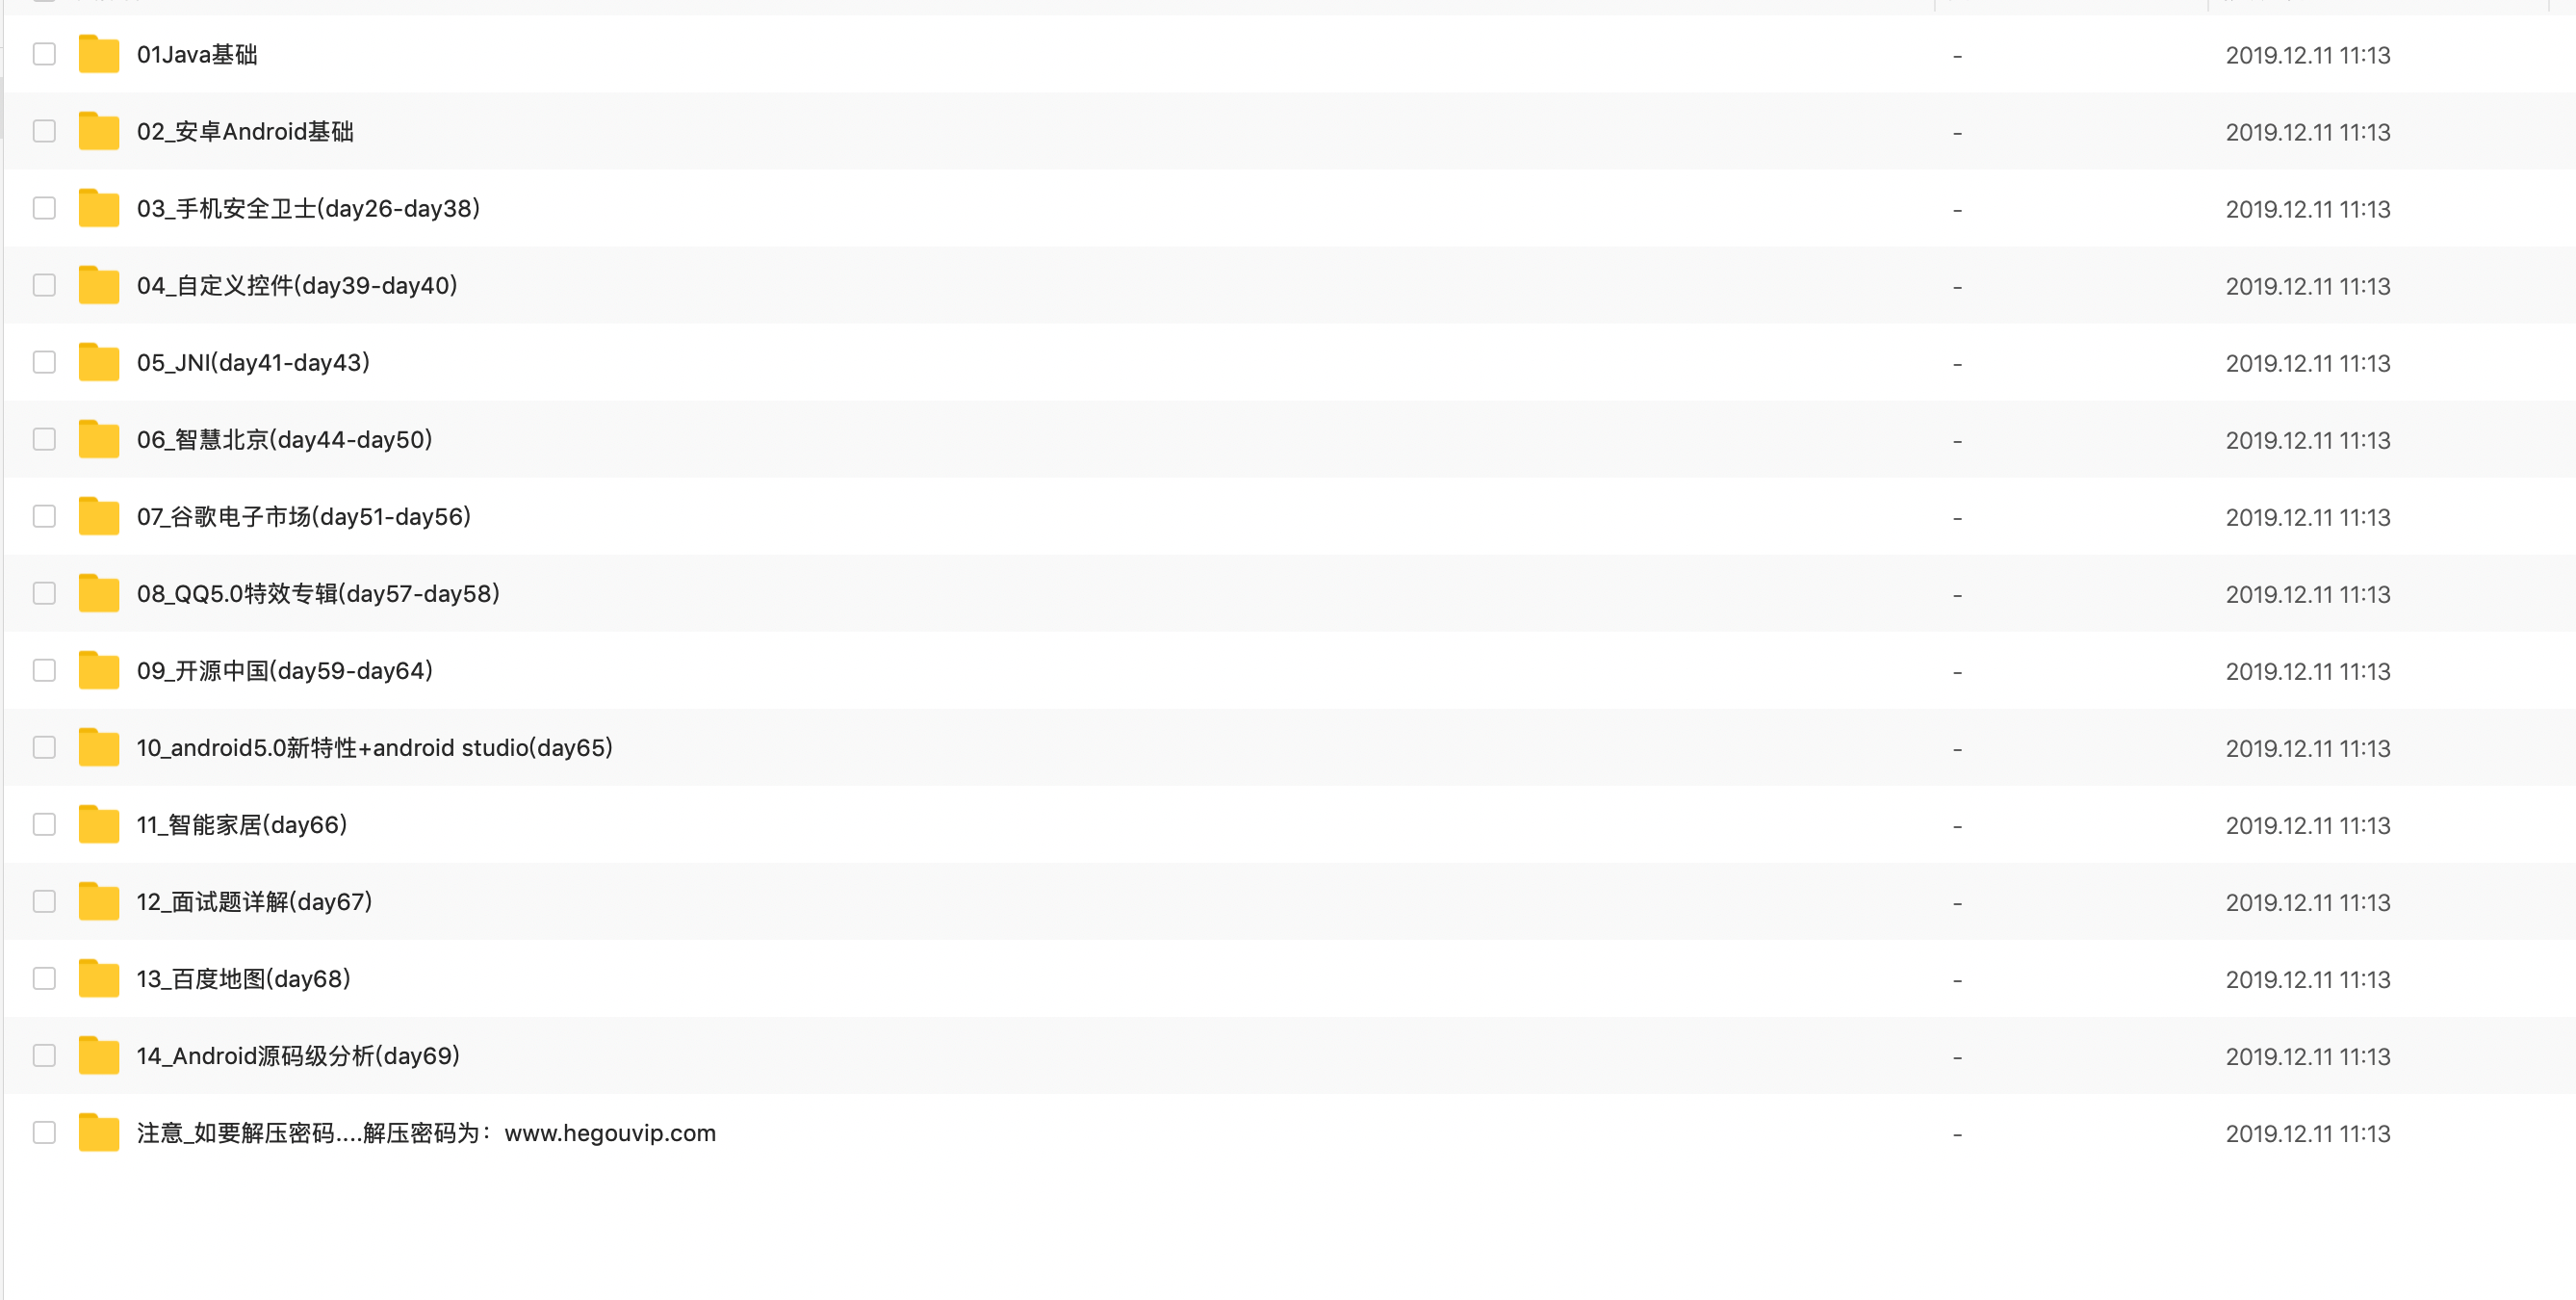 01Java基础 - 2019.12.11 11:13
02_安卓Android基础 - 2019.12.11 11:13
03_手机安全卫士(day26-day38) - 2019.12.11 11:13
04_自定义控件(day39-day40) - 2019.12.11 11:13
05_JNI(day41-day43) - 2019.12.11 11:13
06_智慧北京(day44-day50) - 2019.12.11 11:13
07_谷歌电子市场(day51-day56) - 2019.12.11 11:13
08_QQ5.0特效专辑(day57-day58) - 2019.12.11 11:13
09_开源中国(day59-day64) - 2019.12.11 11:13
10_android5.0新特性+android studio(day65) - 2019.12.11 11:13
11_智能家居(day66) - 2019.12.11 11:13
12_面试题详解(day67) - 2019.12.11 11:13
13_百度地图(day68) - 2019.12.11 11:13
14_Android源码级分析(day69) - 2019.12.11 11:13
注意_如要解压密码....解压密码为：www.hegouvip.com - 2019.12.11 11:13